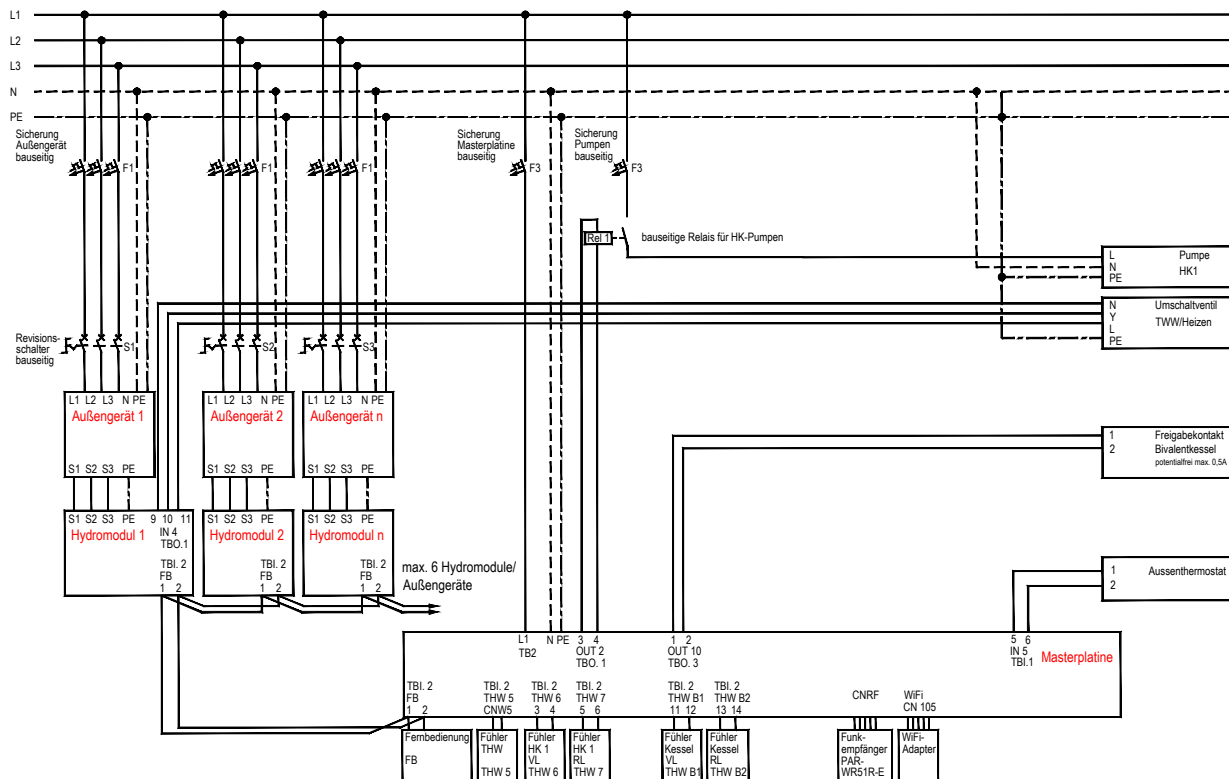 L1
L2
L3
N
PE
Sicherung
Außengerät
bauseitig
F1
F1
F1
Sicherung
Masterplatine
bauseitig
F3
Sicherung
Pumpen
bauseitig
F3
Rel 1
bauseitige Relais für HK-Pumpen
L
N
PE
Pumpe
HK1
N
Y
L
PE
Umschaltventil
TWW/Heizen
Revisions-
schalter
bauseitig
S1
S2
S3
L1 L2 L3 N PE
Außengerät 1
S1 S2 S3 PE
L1 L2 L3 N PE
Außengerät 2
S1 S2 S3 PE
L1 L2 L3 N PE
Außengerät n
S1 S2 S3 PE
1
2
Freigabekontakt
Bivalentkessel
potentialfrei max. 0,5A
S1 S2 S3 PE 9 10 11
IN 4
TBO.1
Hydromodul 1
TBI. 2
FB
1 2
S1 S2 S3 PE
Hydromodul 2
TBI. 2
FB
1 2
S1 S2 S3 PE
Hydromodul n
TBI. 2
FB
1 2
max. 6 Hydromodule/
Außengeräte
1
2
Aussenthermostat
L1 N PE
TB2
3 4
OUT 2
TBO. 1
1 2
OUT 10
TBO. 3
5 6
IN 5
TBI.1
Masterplatine
TBI. 2
FB
1 2
TBI. 2
THW 5
CNW5
TBI. 2
THW 6
3 4
TBI. 2
THW 7
5 6
TBI. 2
THW B1
11 12
TBI. 2
THW B2
13 14
CNRF
WiFi
CN 105
Fernbedienung
FB
Fühler
THW
THW 5
Fühler
HK 1
VL
THW 6
Fühler
HK 1
RL
THW 7
Fühler
Kessel
VL
THW B1
Fühler
Kessel
RL
THW B2
Funk-
empfänger
PAR-
WR51R-E
WiFi-
Adapter